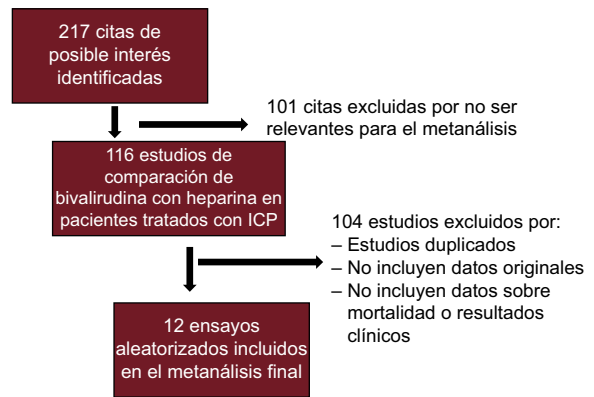 217 citas de
posible interés
identificadas
101 citas excluidas por no ser
relevantes para el metanálisis
116 estudios de
comparación de
bivalirudina con heparina en
pacientes tratados con ICP
104 estudios excluidos por:
– Estudios duplicados
– No incluyen datos originales
– No incluyen datos sobre
mortalidad o resultados
clínicos
12 ensayos
aleatorizados incluidos
en el metanálisis final